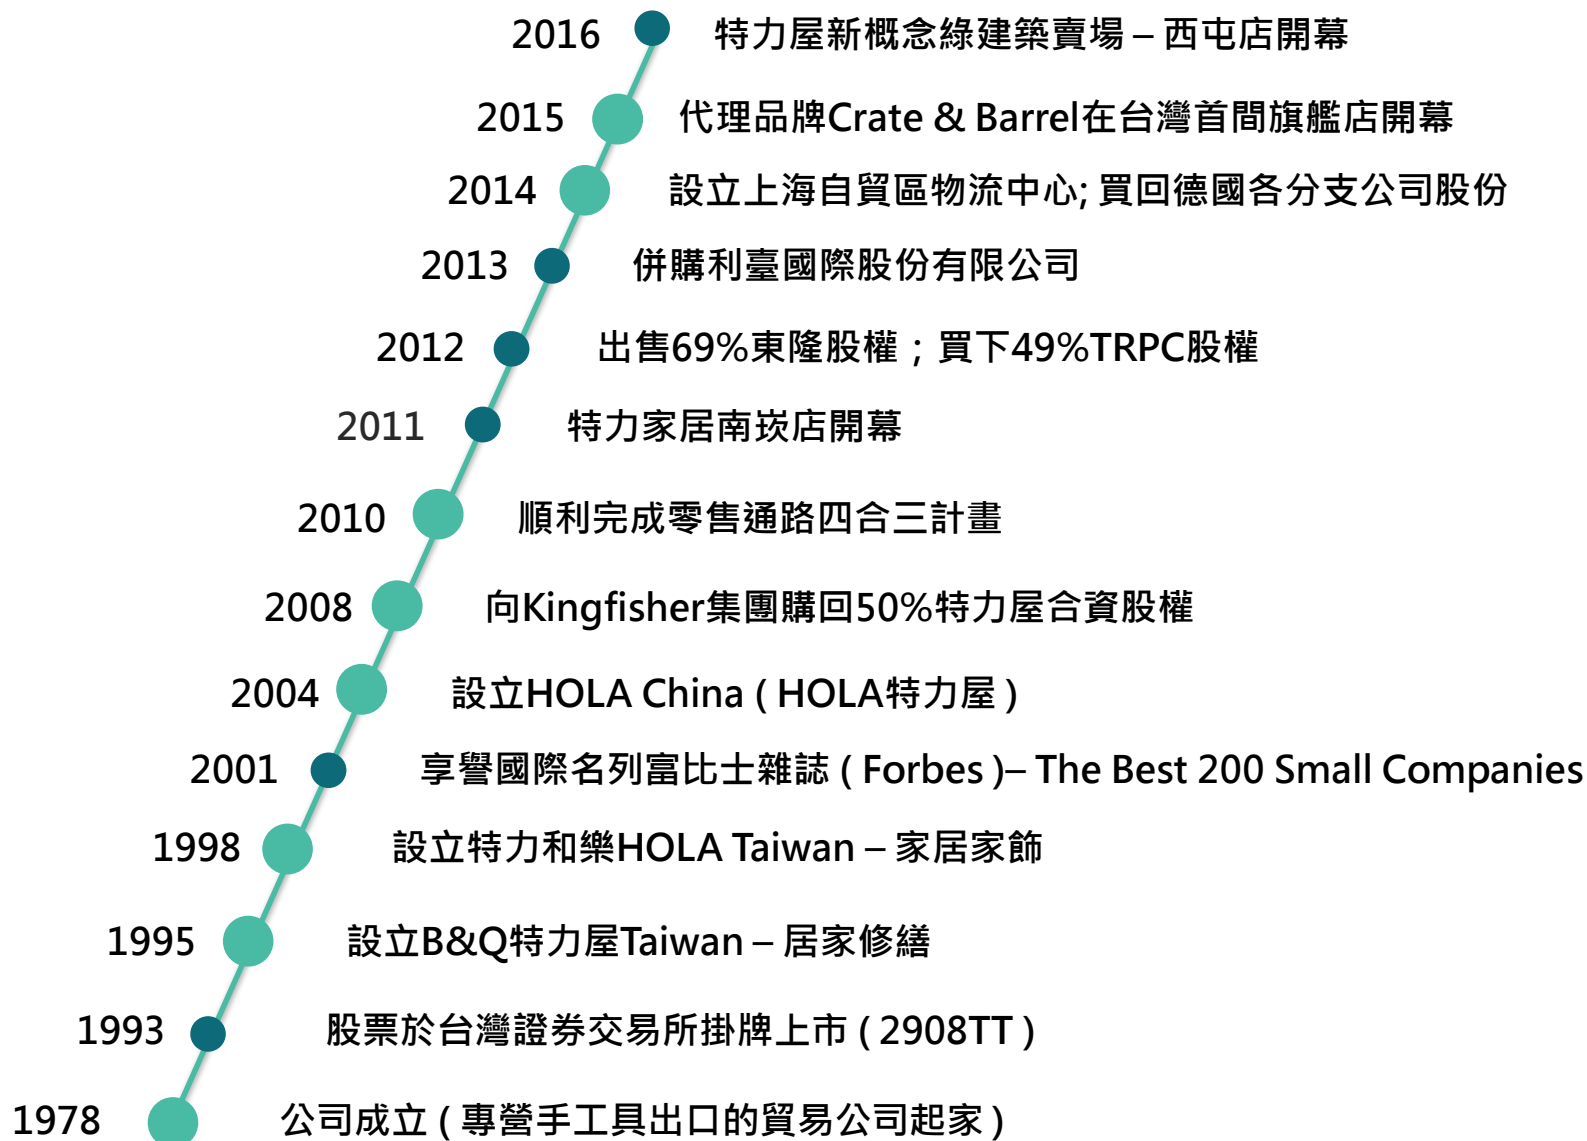 2016 特力屋新概念綠建築賣場 – 西屯店開幕
2015 代理品牌Crate & Barrel在台灣首間旗艦店開幕
2014 設立上海自貿區物流中心; 買回德國各分支公司股份
2013 併購利臺國際股份有限公司
2012 出售69%東隆股權；買下49%TRPC股權
2011 特力家居南崁店開幕
2010 順利完成零售通路四合三計畫
2008 向Kingfisher集團購回50%特力屋合資股權
2004 設立HOLA China ( HOLA特力屋 )
2001 享譽國際名列富比士雜誌 ( Forbes )– The Best 200 Small Companies
1998 設立特力和樂HOLA Taiwan – 家居家飾
1995 設立B&Q特力屋Taiwan – 居家修繕
1993 股票於台灣證券交易所掛牌上市 ( 2908TT )
1978 公司成立 ( 專營手工具出口的貿易公司起家 )